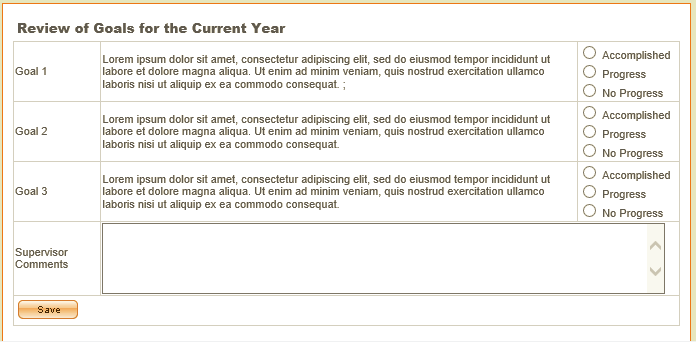 Review of Goals for the Current Year
Goal 1
Lorem ipsum dolor sit amet, consectetur adipiscing elit, sed do eiusmod tempor incididunt ut
labore et dolore magna aliqua. Ut enim ad minim veniam, quis nostrud exercitation ullamco
laboris nisi ut aliquip ex ea commodo consequat. ;
Accomplished
Progress
No Progress
Goal 2
Lorem ipsum dolor sit amet, consectetur adipiscing elit, sed do eiusmod tempor incididunt ut
labore et dolore magna aliqua. Ut enim ad minim veniam, quis nostrud exercitation ullamco
laboris nisi ut aliquip ex ea commodo consequat.
Accomplished
Progress
No Progress
Goal 3
Lorem ipsum dolor sit amet, consectetur adipiscing elit, sed do eiusmod tempor incididunt ut
labore et dolore magna aliqua. Ut enim ad minim veniam, quis nostrud exercitation ullamco
laboris nisi ut aliquip ex ea commodo consequat.
Accomplished
Progress
No Progress
Supervisor
Comments
Save